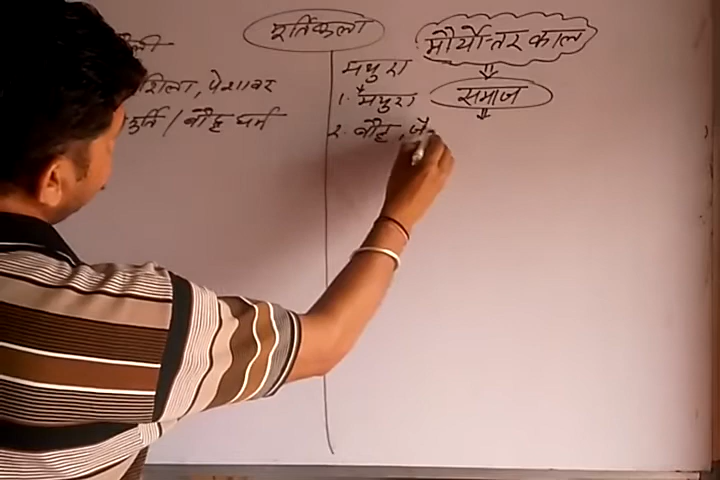 मूर्तिकला
मौर्योत्तर काल
समाज
शिला, पेशावर
मूर्ति / बौद्ध धर्म
मथुरा
1. मथुरा
2. बौद्ध, जै